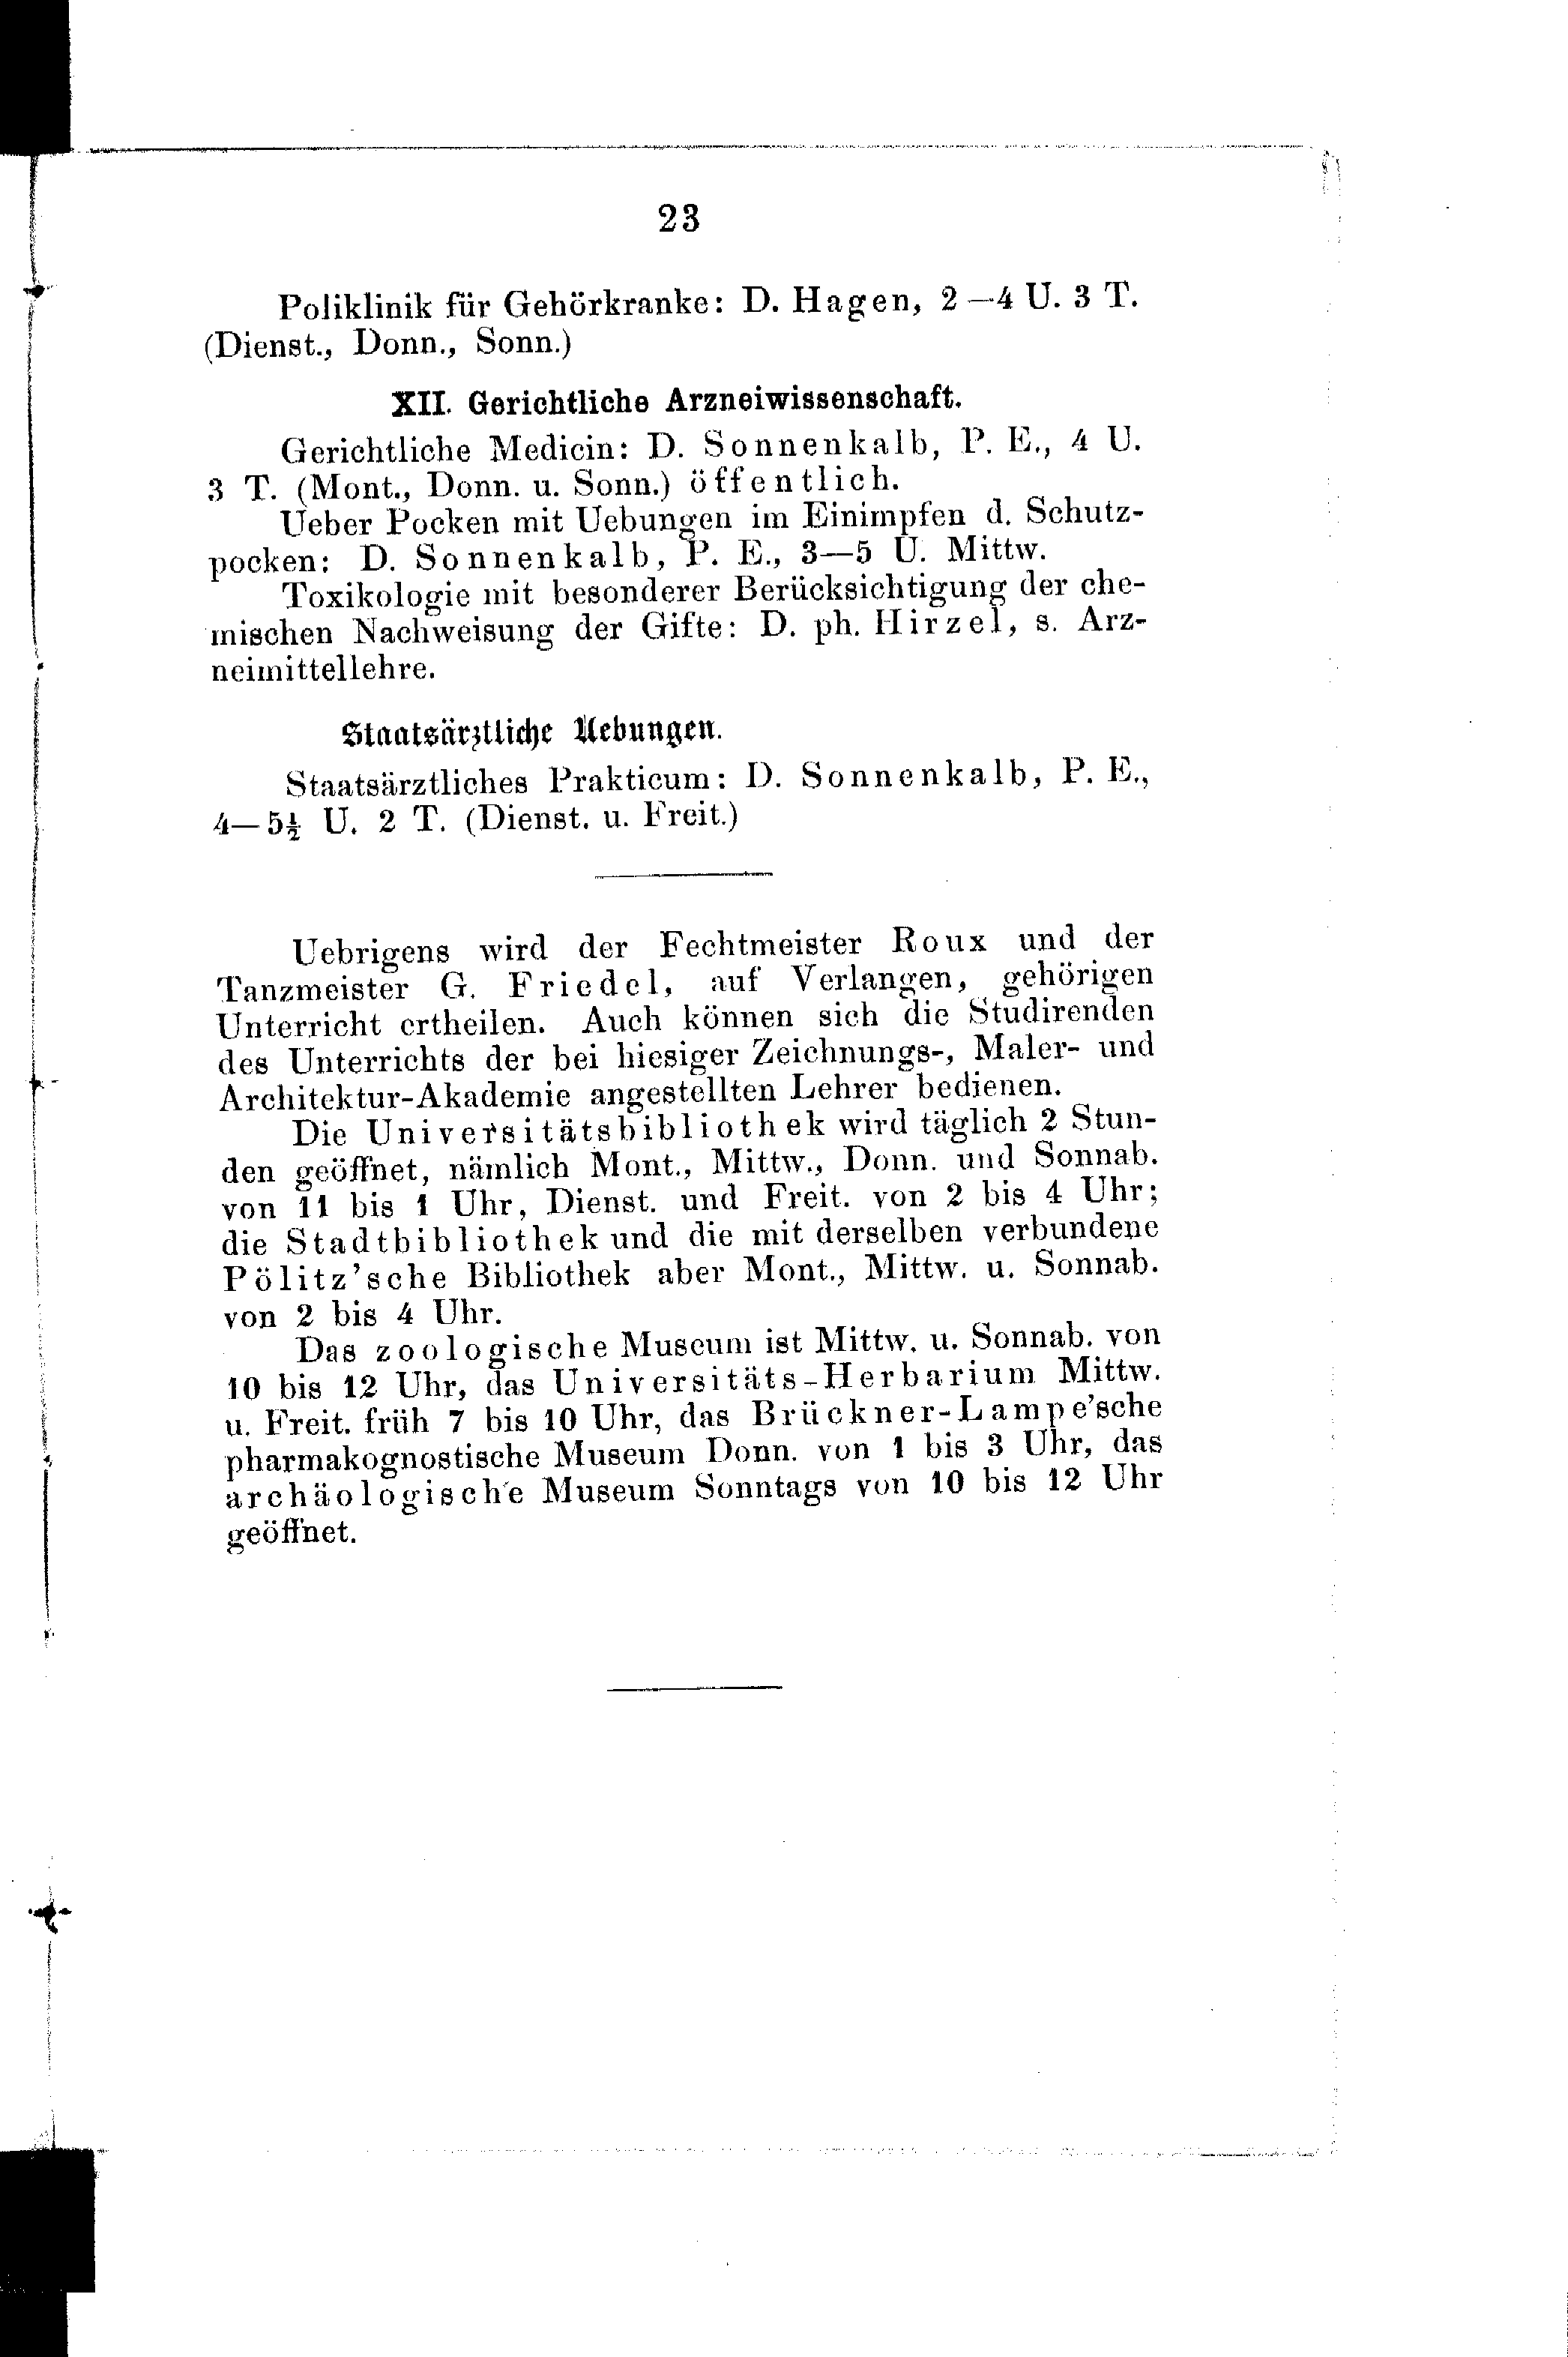 23
Poliklinik für Gehörkranke: D. Hagen, 2—4 U. 3 T.
(Dienst., Donn., Sonn.)
XII. Gerichtliche Arzneiwissenschaft.
Gerichtliche Medicin: D. Sonnenkalb, P. E., 4 U.
3 T. (Mont., Donn. u. Sonn.) öffentlich.
Ueber Pocken mit Uebungen im Einimpfen d. Schutz-
pocken: D. Sonnenkalb, P. E., 3—5 U. Mittw.
Toxikologie mit besonderer Berücksichtigung der che-
mischen Nachweisung der Gifte: D. ph. Hirzel, s. Arz-
neimittellehre.
Staatsärztliche Uebungen.
Staatsärztliches Prakticum: D. Sonnenkalb, P. E.,
4—5½ U. 2 T. (Dienst. u. Freit.)
Uebrigens wird der Fechtmeister Roux und der
Tanzmeister G. Friedel, auf Verlangen, gehörigen
Unterricht ertheilen. Auch können sich die Studirenden
des Unterrichts der bei hiesiger Zeichnungs-, Maler- und
Architektur-Akademie angestellten Lehrer bedienen.
Die Universitätsbibliothek wird täglich 2 Stun-
den geöffnet, nämlich Mont., Mittw., Donn. und Sonnab.
von 11 bis 1 Uhr, Dienst. und Freit. von 2 bis 4 Uhr;
die Stadtbibliothek und die mit derselben verbundene
Pölitz'sche Bibliothek aber Mont., Mittw. u. Sonnab.
von 2 bis 4 Uhr.
Das zoologische Museum ist Mittw. u. Sonnab. von
10 bis 12 Uhr, das Universitäts-Herbarium Mittw.
u. Freit. früh 7 bis 10 Uhr, das Brückner-Lampe'sche
pharmakognostische Museum Donn. von 1 bis 3 Uhr, das
archäologische Museum Sonntags von 10 bis 12 Uhr
geöffnet.